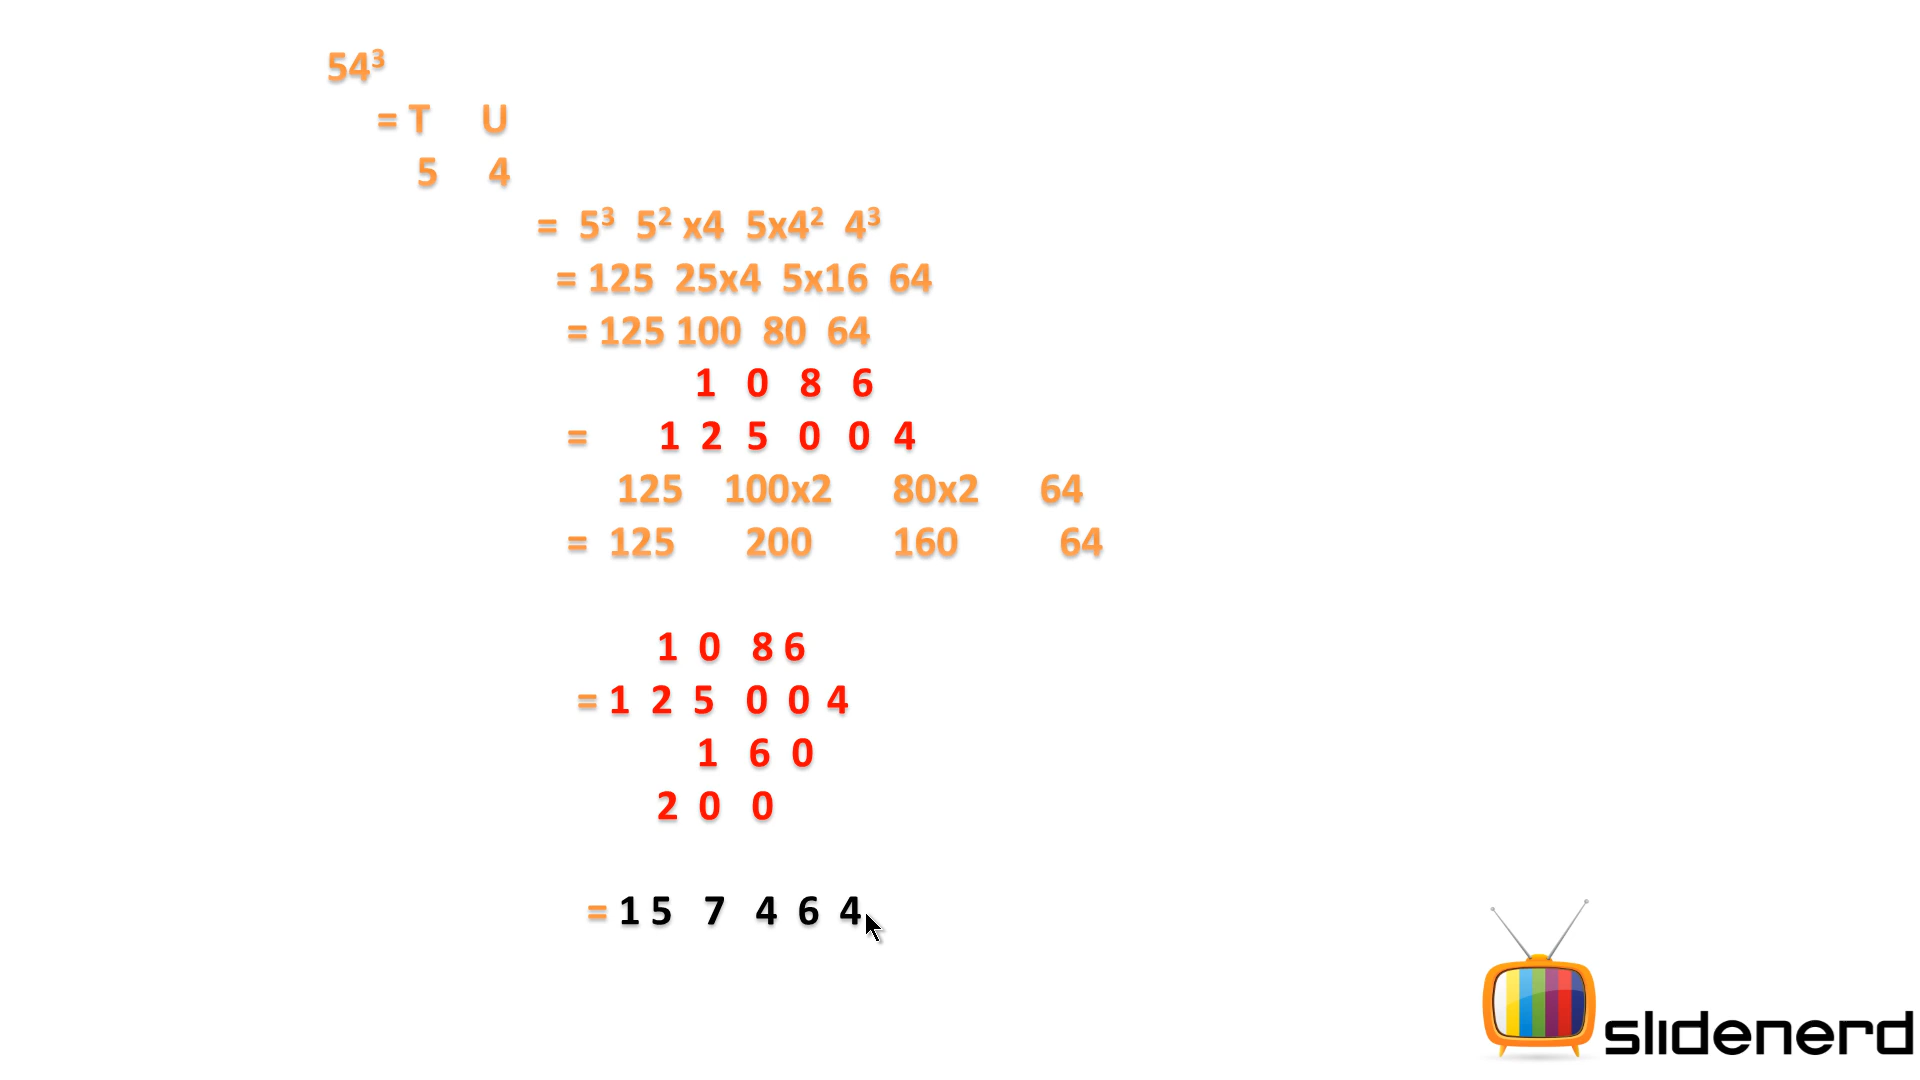 54³
= T U
5 4
= 5³ 5² x4 5x4² 4³
= 125 25x4 5x16 64
= 125 100 80 64
1 0 8 6
= 1 2 5 0 0 4
125 100x2 80x2 64
= 125 200 160 64
1 0 8 6
= 1 2 5 0 0 4
1 6 0
2 0 0
= 1 5 7 4 6 4
slidenerd